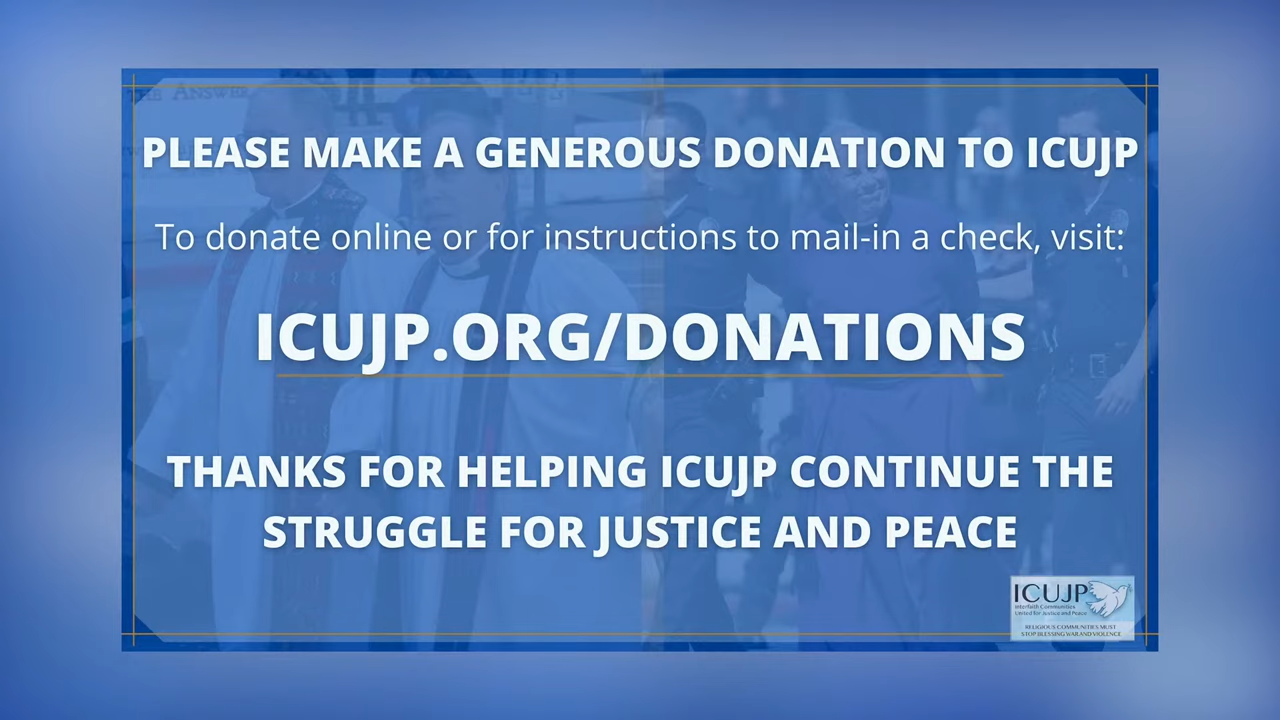 THE ANSWER
PLEASE MAKE A GENEROUS DONATION TO ICUJP
To donate online or for instructions to mail-in a check, visit:
ICUJP.ORG/DONATIONS
THANKS FOR HELPING ICUJP CONTINUE THE
STRUGGLE FOR JUSTICE AND PEACE
ICUJP
Interfaith Communities
United for Justice and Peace
RELIGIOUS COMMUNITIES MUST
STOP BLESSING WAR AND VIOLENCE